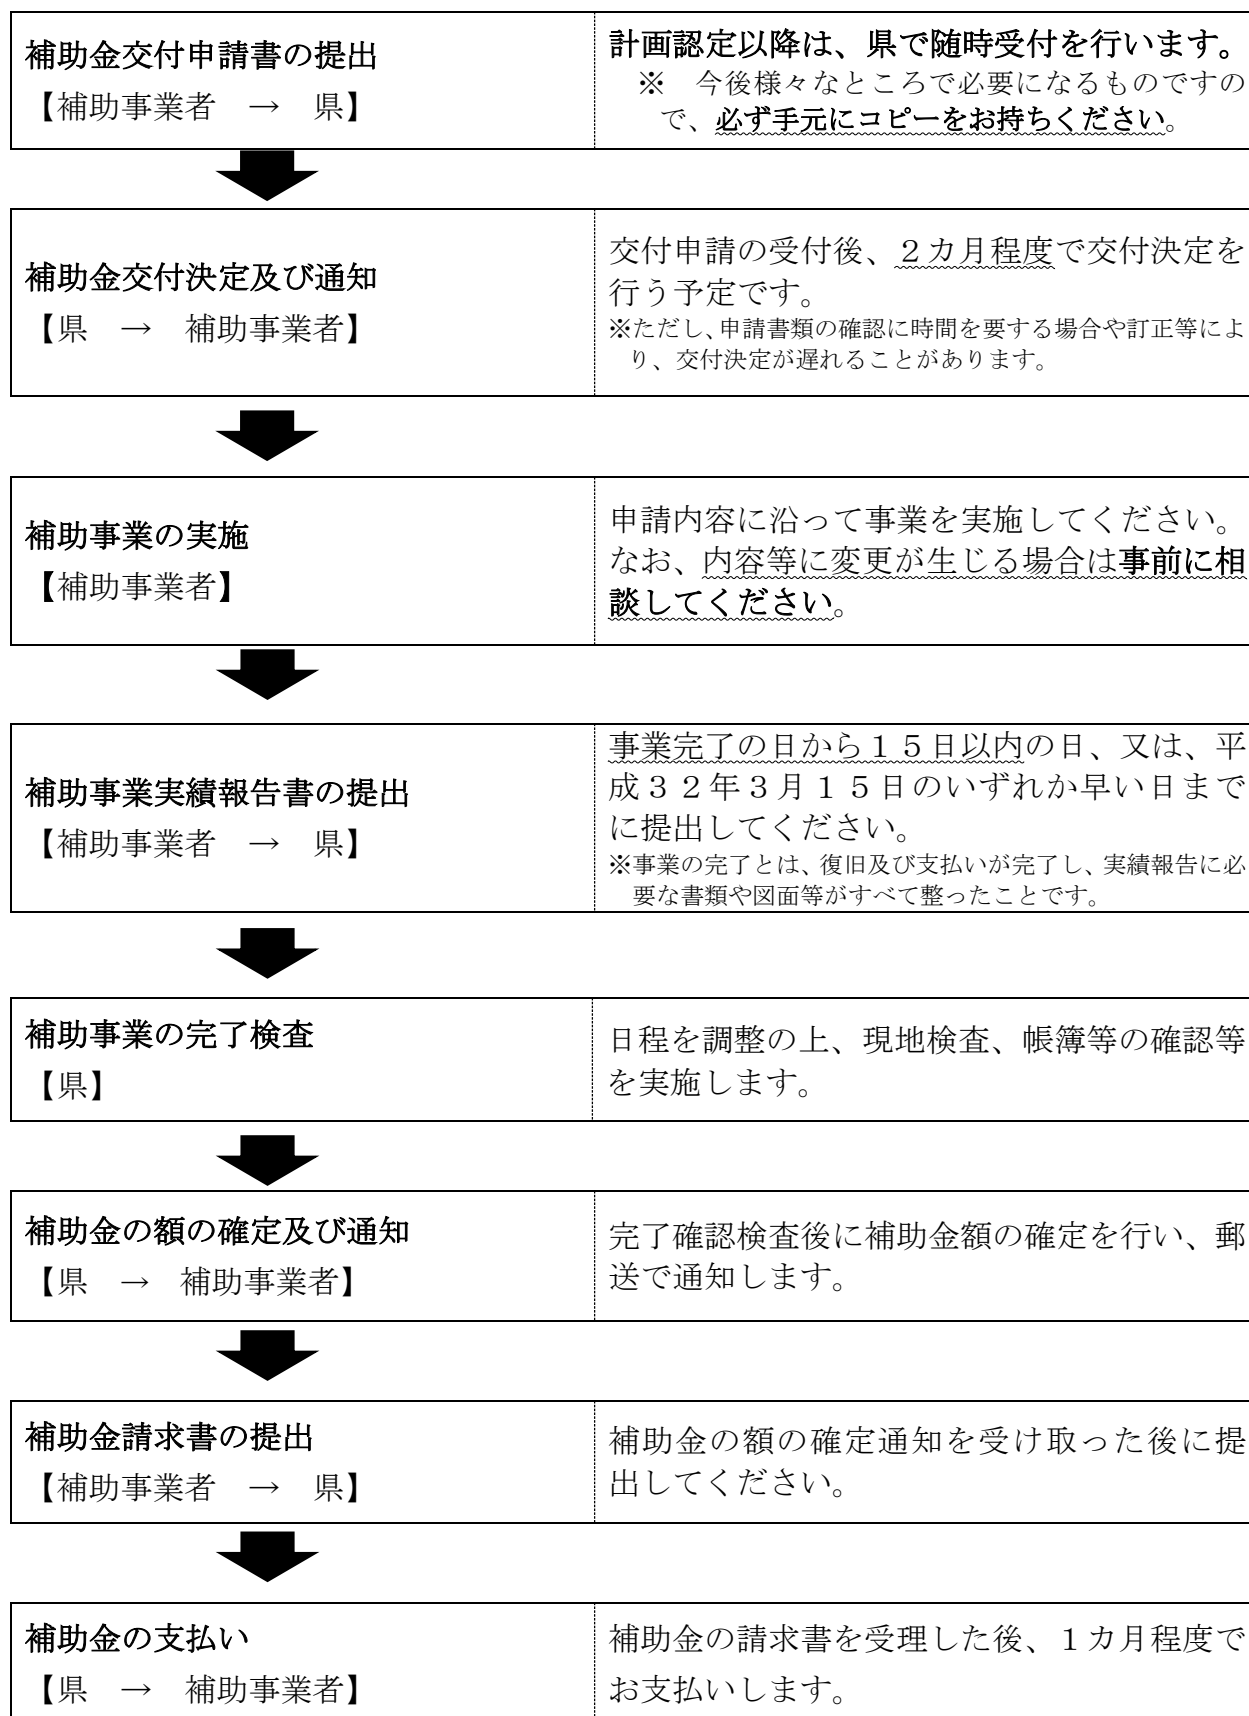 補助金交付申請書の提出
【補助事業者　→　県】
計画認定以降は、県で随時受付を行います。
※　今後様々なところで必要になるものですの
で、必ず手元にコピーをお持ちください。
補助金交付決定及び通知
【県　→　補助事業者】
交付申請の受付後、２カ月程度で交付決定を
行う予定です。
※ただし、申請書類の確認に時間を要する場合や訂正等によ
り、交付決定が遅れることがあります。
補助事業の実施
【補助事業者】
申請内容に沿って事業を実施してください。
なお、内容等に変更が生じる場合は事前に相
談してください。
補助事業実績報告書の提出
【補助事業者　→　県】
事業完了の日から１５日以内の日、又は、平
成３２年３月１５日のいずれか早い日まで
に提出してください。
※事業の完了とは、復旧及び支払いが完了し、実績報告に必
要な書類や図面等がすべて整ったことです。
補助事業の完了検査
【県】
日程を調整の上、現地検査、帳簿等の確認等
を実施します。
補助金の額の確定及び通知
【県　→　補助事業者】
完了確認検査後に補助金額の確定を行い、郵
送で通知します。
補助金請求書の提出
【補助事業者　→　県】
補助金の額の確定通知を受け取った後に提
出してください。
補助金の支払い
【県　→　補助事業者】
補助金の請求書を受理した後、１カ月程度で
お支払いします。